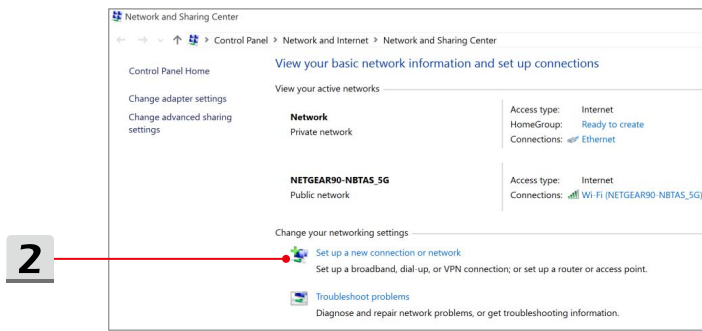 Network and Sharing Center
Control Panel > Network and Internet > Network and Sharing Center
Control Panel Home
Change adapter settings
Change advanced sharing
settings
View your basic network information and set up connections
View your active networks
Network
Private network
Access type: Internet
HomeGroup: Ready to create
Connections: Ethernet
NETGEAR90-NBTAS_5G
Public network
Access type: Internet
Connections: Wi-Fi (NETGEAR90-NBTAS_5G)
Change your networking settings
2
Set up a new connection or network
Set up a broadband, dial-up, or VPN connection; or set up a router or access point.
Troubleshoot problems
Diagnose and repair network problems, or get troubleshooting information.